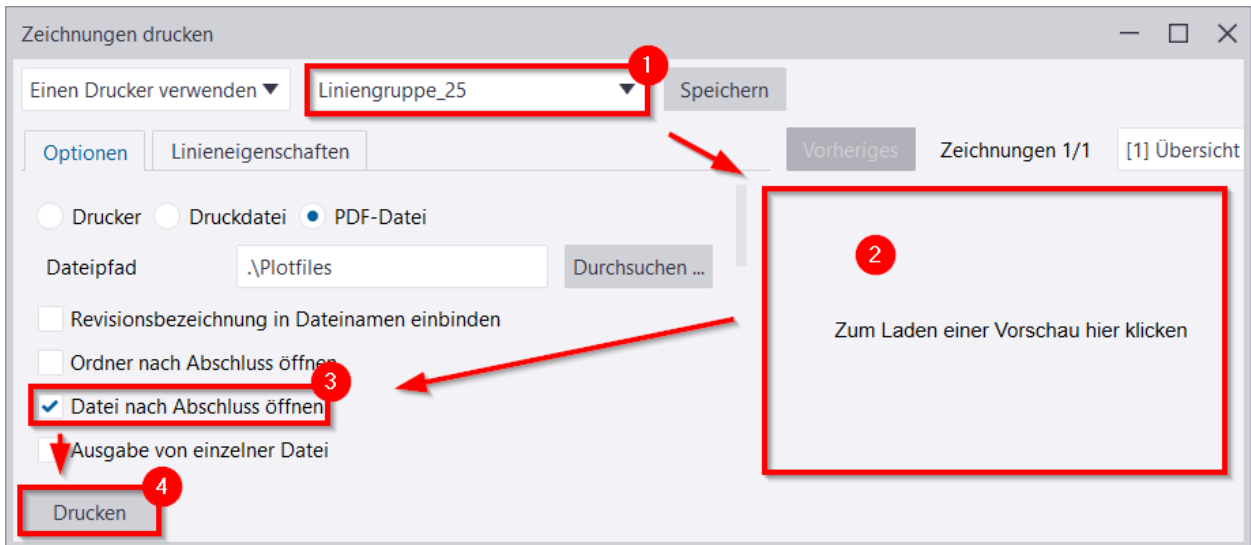 Zeichnungen drucken
1
Einen Drucker verwenden Liniengruppe_25 Speichern
Optionen Linieneigenschaften Vorheriges Zeichnungen 1/1 [1] Übersicht
Drucker Druckdatei PDF-Datei
2
Dateipfad .\Plotfiles Durchsuchen ...
Revisionsbezeichnung in Dateinamen einbinden
Zum Laden einer Vorschau hier klicken
Ordner nach Abschluss öffnen
3
Datei nach Abschluss öffnen
Ausgabe von einzelner Datei
4
Drucken